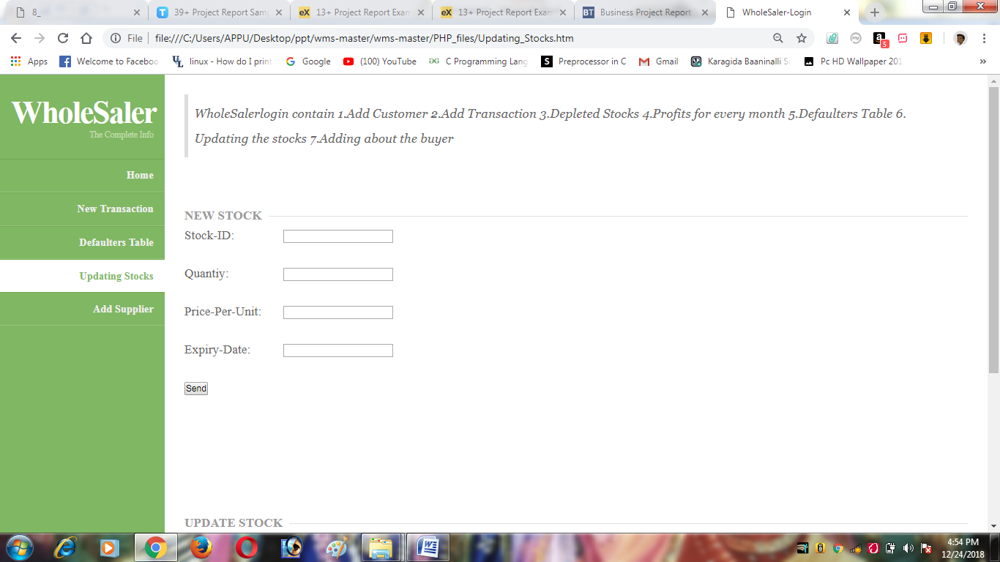 8_
39+ Project Report Sam
13+ Project Report Exam
13+ Project Report Exam
BT Business Project Report
WholeSaler-Login
File file:///C:/Users/APPU/Desktop/ppt/wms-master/wms-master/PHP_files/Updating_Stocks.htm
5
Apps Welcome to Faceboo linux - How do I print Google (100) YouTube C Programming Lang Preprocessor in C Gmail Karagida Baaninalli So Pc HD Wallpaper 201
WholeSaler
The Complete Info
Home
New Transaction
Defaulters Table
Updating Stocks
Add Supplier
WholeSalerlogin contain 1.Add Customer 2.Add Transaction 3.Depleted Stocks 4.Profits for every month 5.Defaulters Table 6.
Updating the stocks 7.Adding about the buyer
NEW STOCK
Stock-ID:
Quantiy:
Price-Per-Unit:
Expiry-Date:
Send
UPDATE STOCK
4:54 PM
12/24/2018